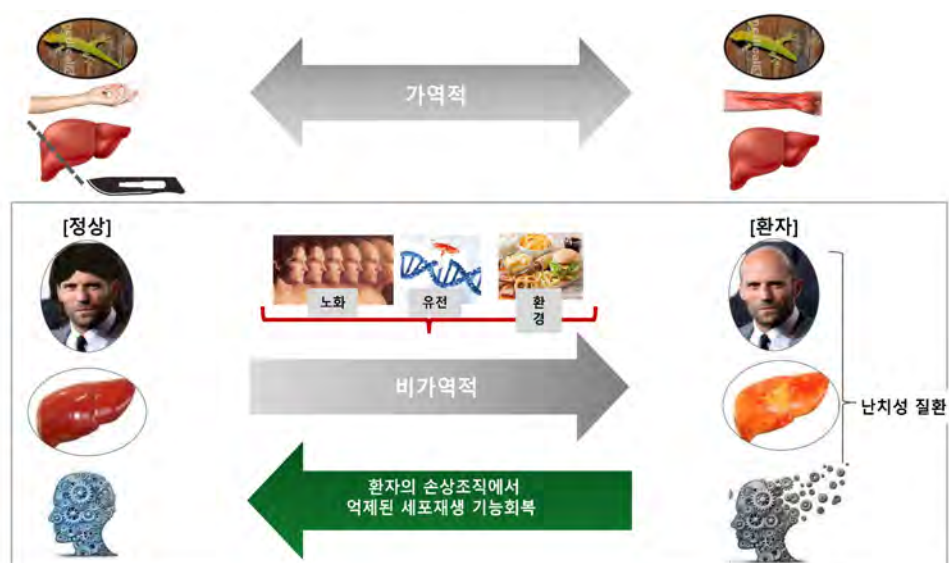 가역적
[정상]
[환자]
노화
유전
환
경
비가역적
난치성 질환
환자의 손상조직에서
억제된 세포재생 기능회복